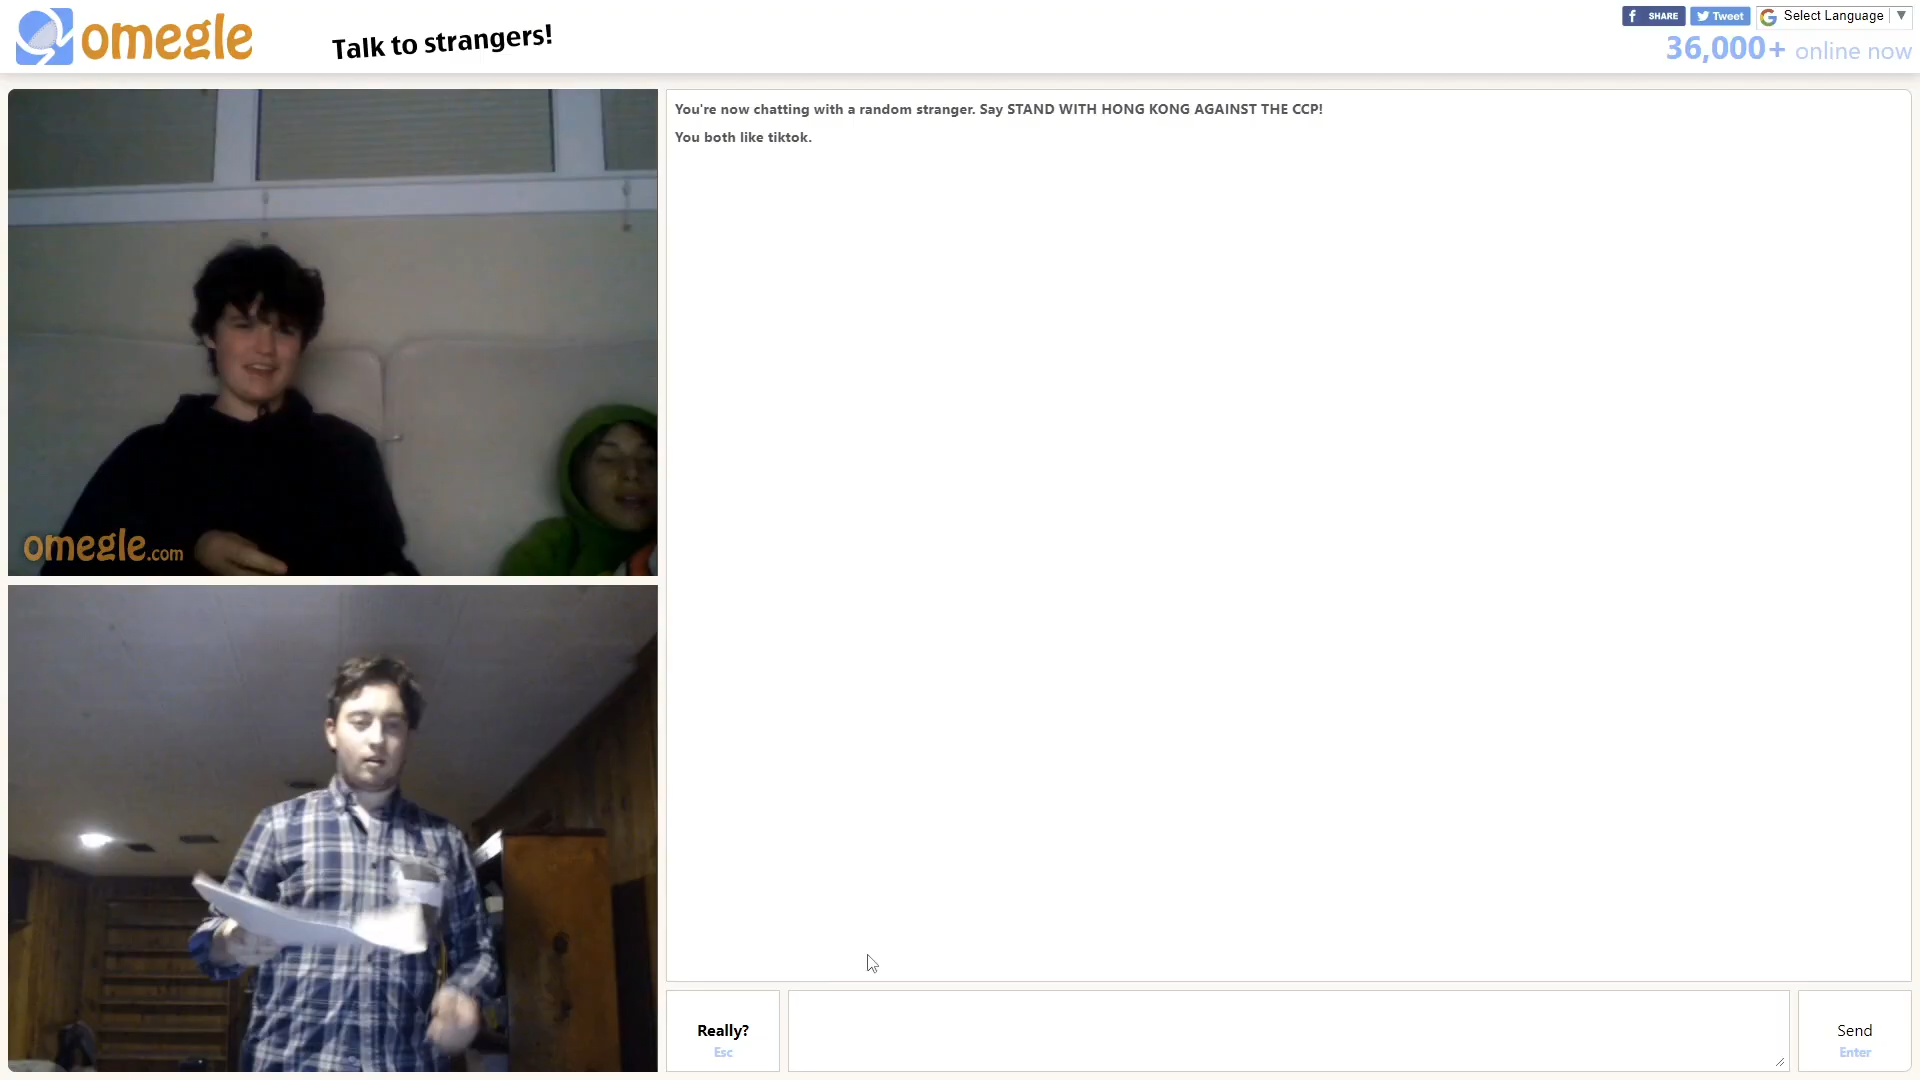 omegle
Talk to strangers!
SHARE
Tweet
Select Language
36,000+ online now
You're now chatting with a random stranger. Say STAND WITH HONG KONG AGAINST THE CCP!
You both like tiktok.
omegle.com
Really?
Esc
Send
Enter